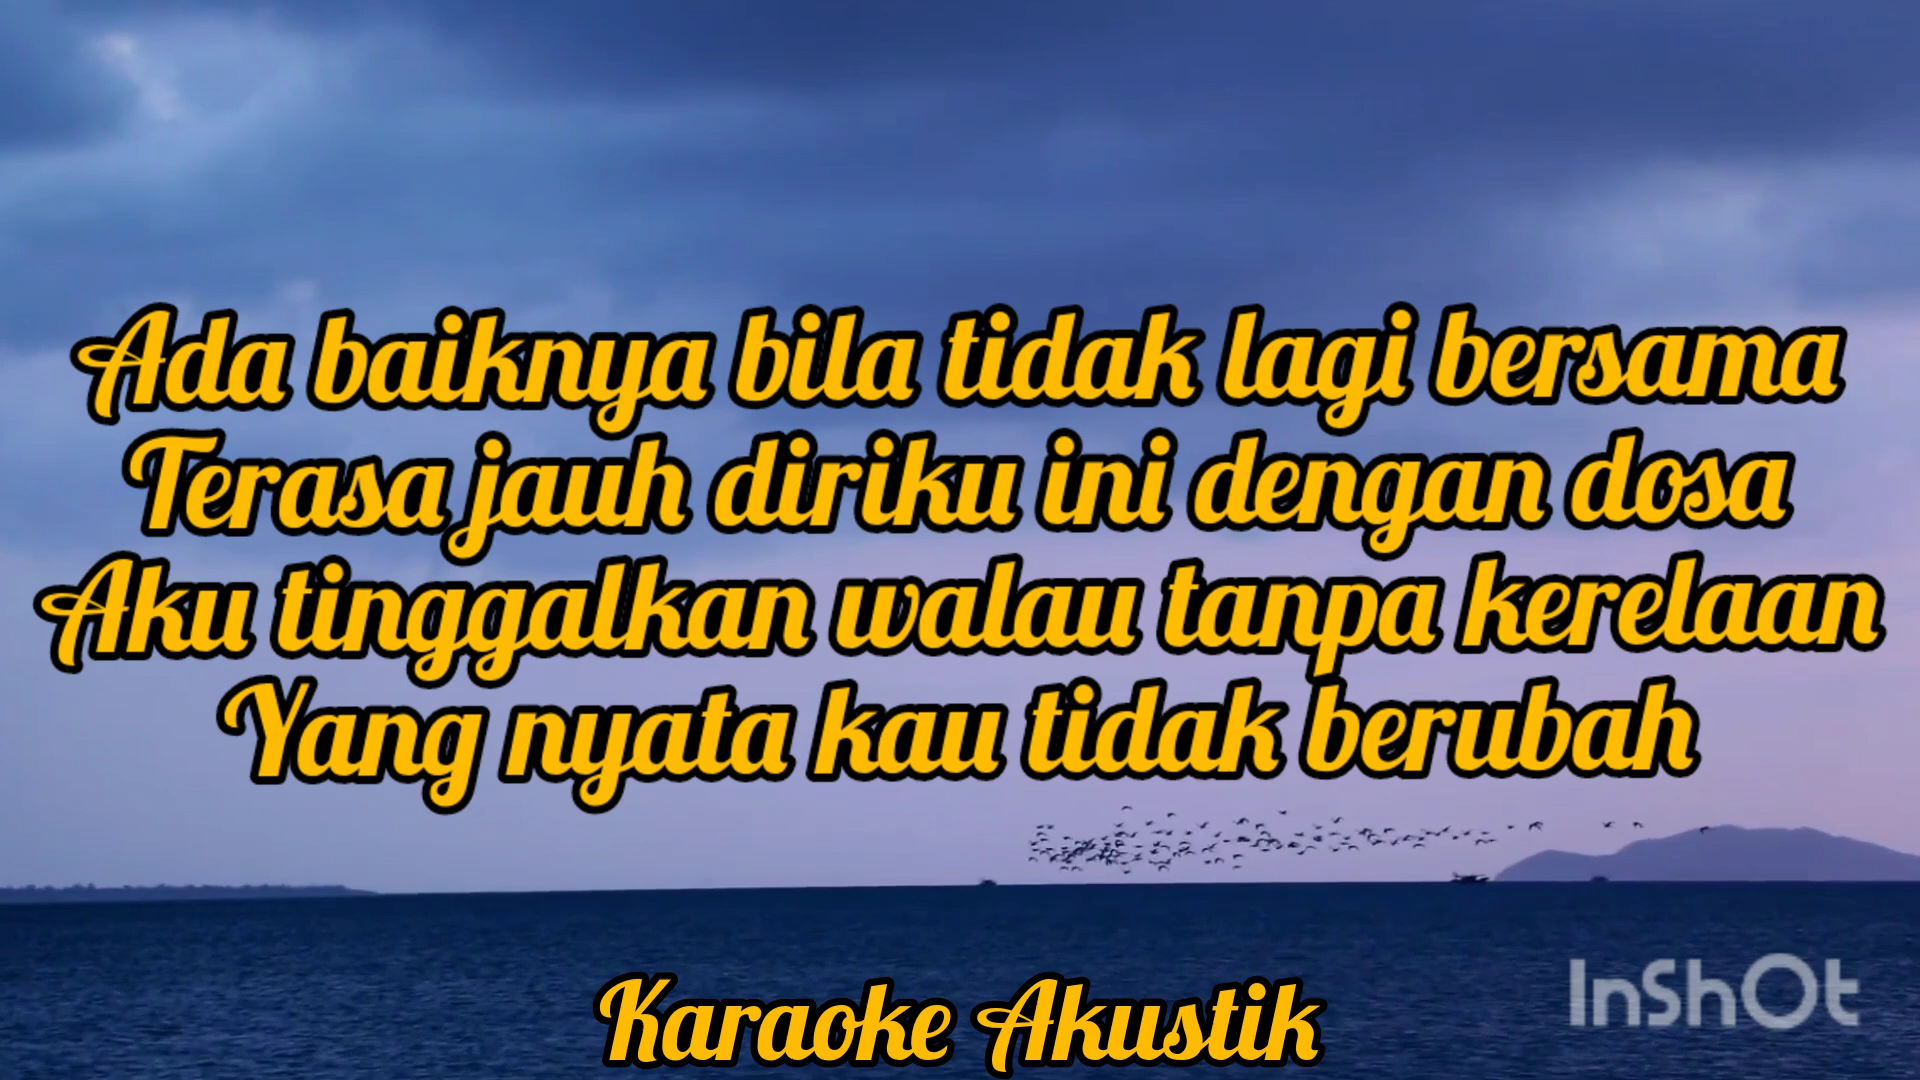 Ada baiknya bila tidak lagi bersama
Terasa jauh diriku ini dengan dosa
Aku tinggalkan walau tanpa kerelaan
Yang nyata kau tidak berubah
InShOt
Karaoke Akustik